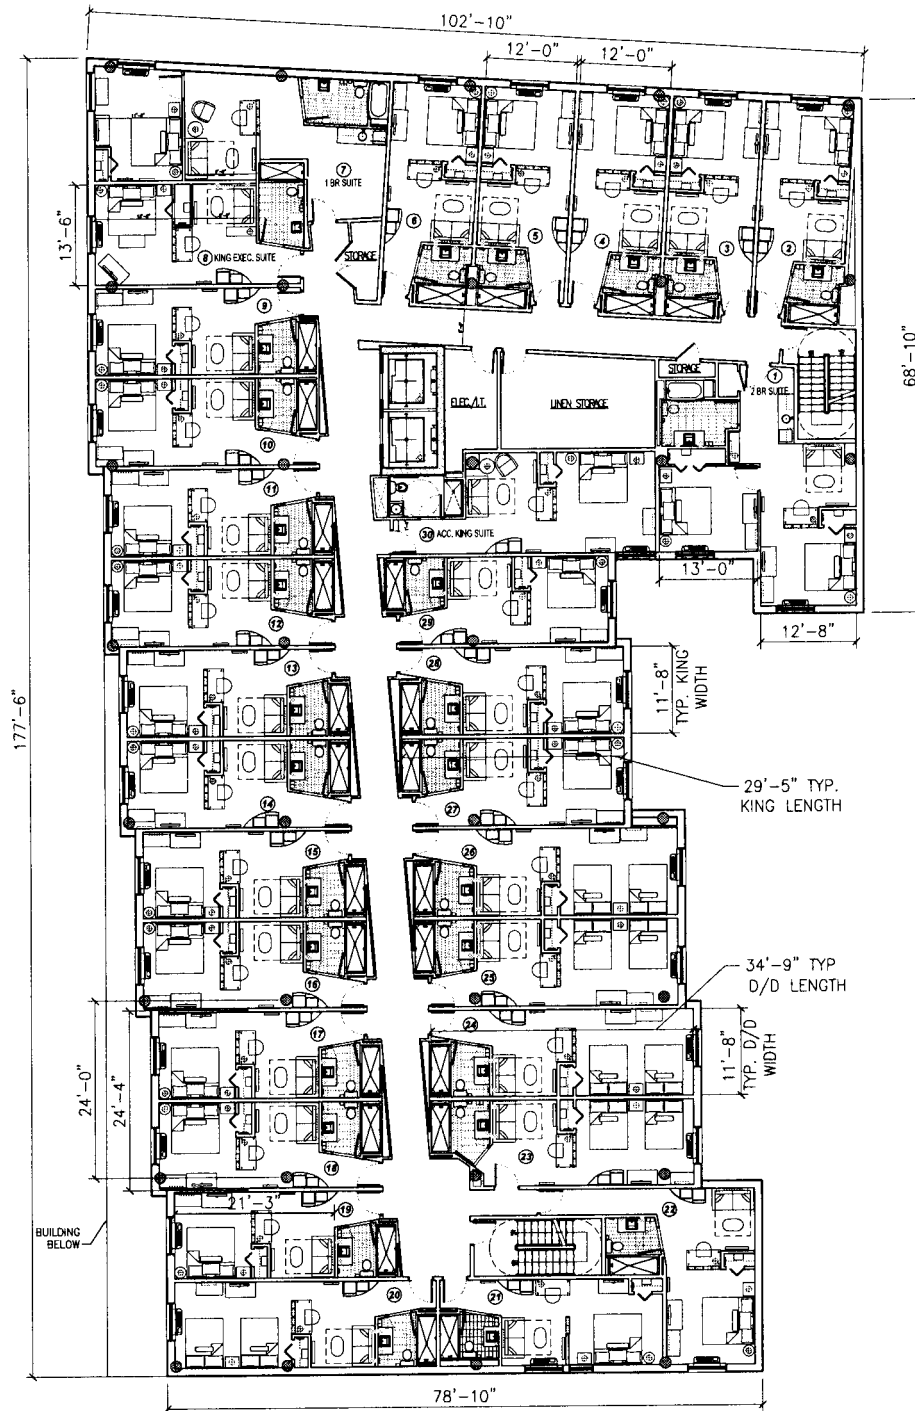 102'-10"
12'-0"
12'-0"
7
1 BR SUITE
13'-6"
6
5
4
3
2
8 KING EXEC. SUITE
STORAGE
9
68'-10"
STORAGE
1
2 BR SUITE
ELEC./I.T.
LINEN STORAGE
10
11
30 ACC. KING SUITE
13'-0"
12
29
12'-8"
13
28
11'-8"
TYP. KING
WIDTH
177'-6"
29'-5" TYP.
KING LENGTH
14
27
15
26
34'-9" TYP
D/D LENGTH
16
25
17
24
11'-8"
TYP. D/D
WIDTH
24'-0"
24'-4"
18
23
21'-3"
19
22
BUILDING
BELOW
20
21
78'-10"